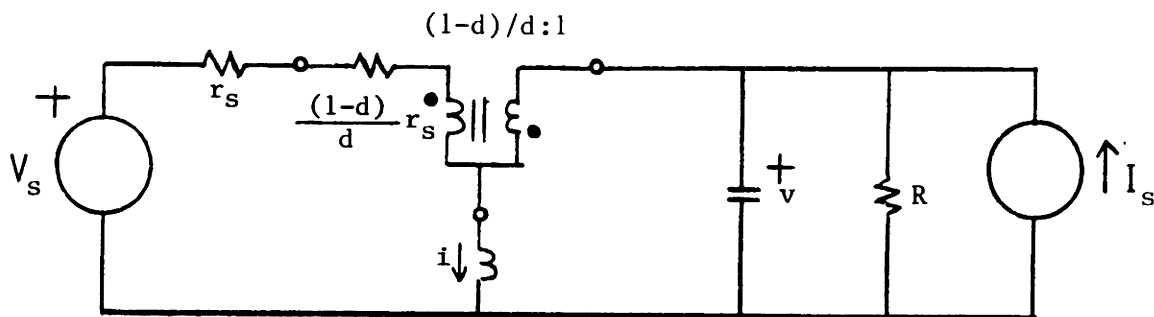 (1-d)/d:1
r_s
(1-d)
d
r_s
+
V_s
+
v
R
I_s
i